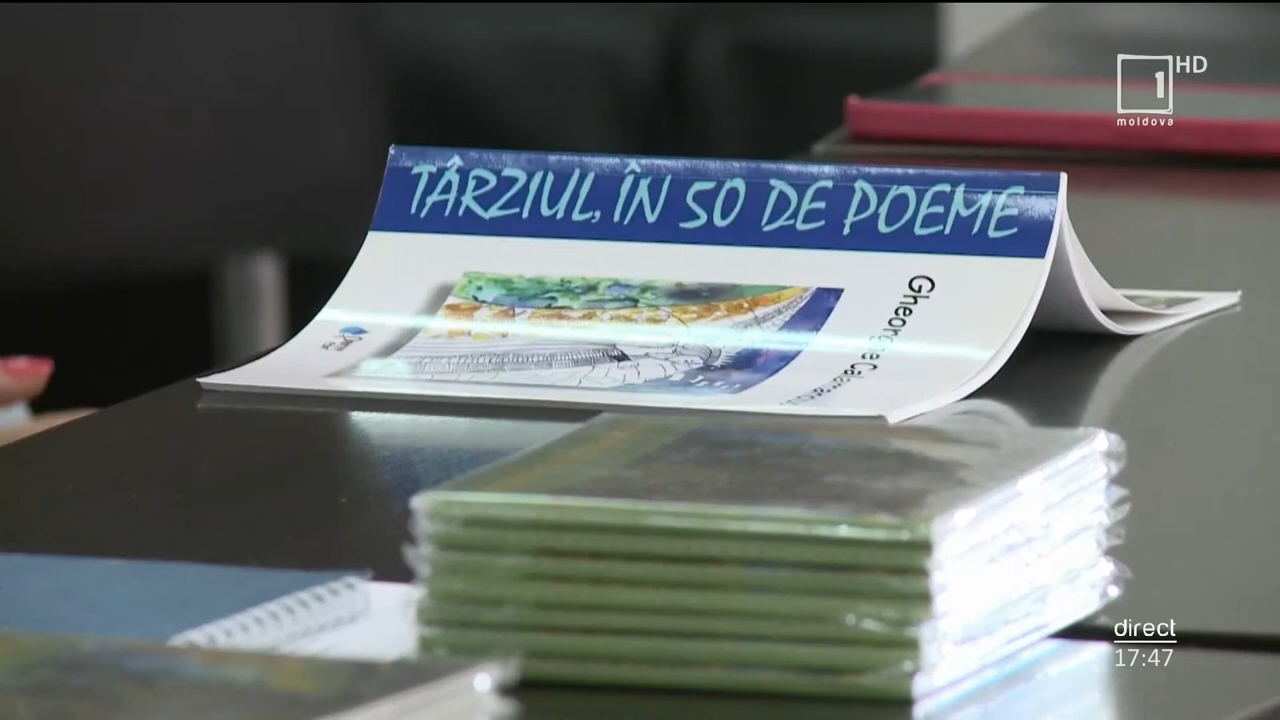 1 HD
moldova
TÂRZIUL, ÎN 50 DE POEME
Gheorghe
direct
17:47